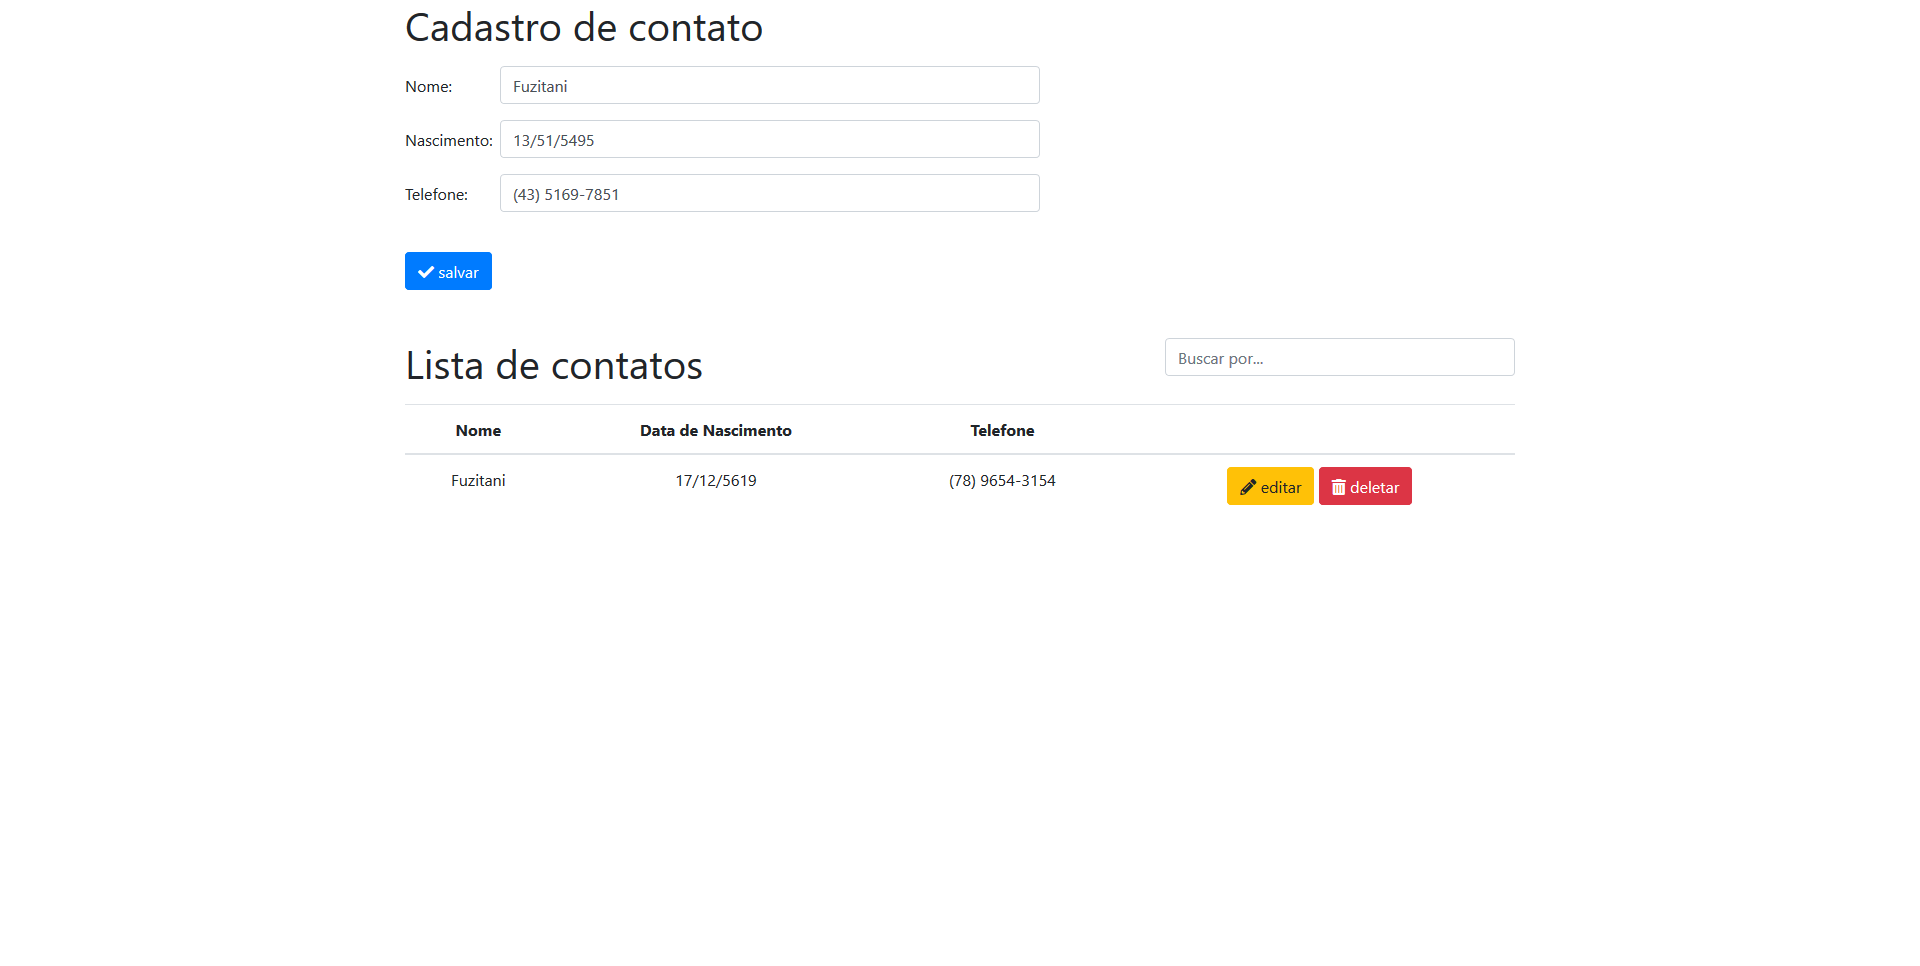 Cadastro de contato
Nome: Fuzitani
Nascimento: 13/51/5495
Telefone: (43) 5169-7851
salvar
Lista de contatos
Buscar por...
Nome Data de Nascimento Telefone
Fuzitani 17/12/5619 (78) 9654-3154 editar deletar